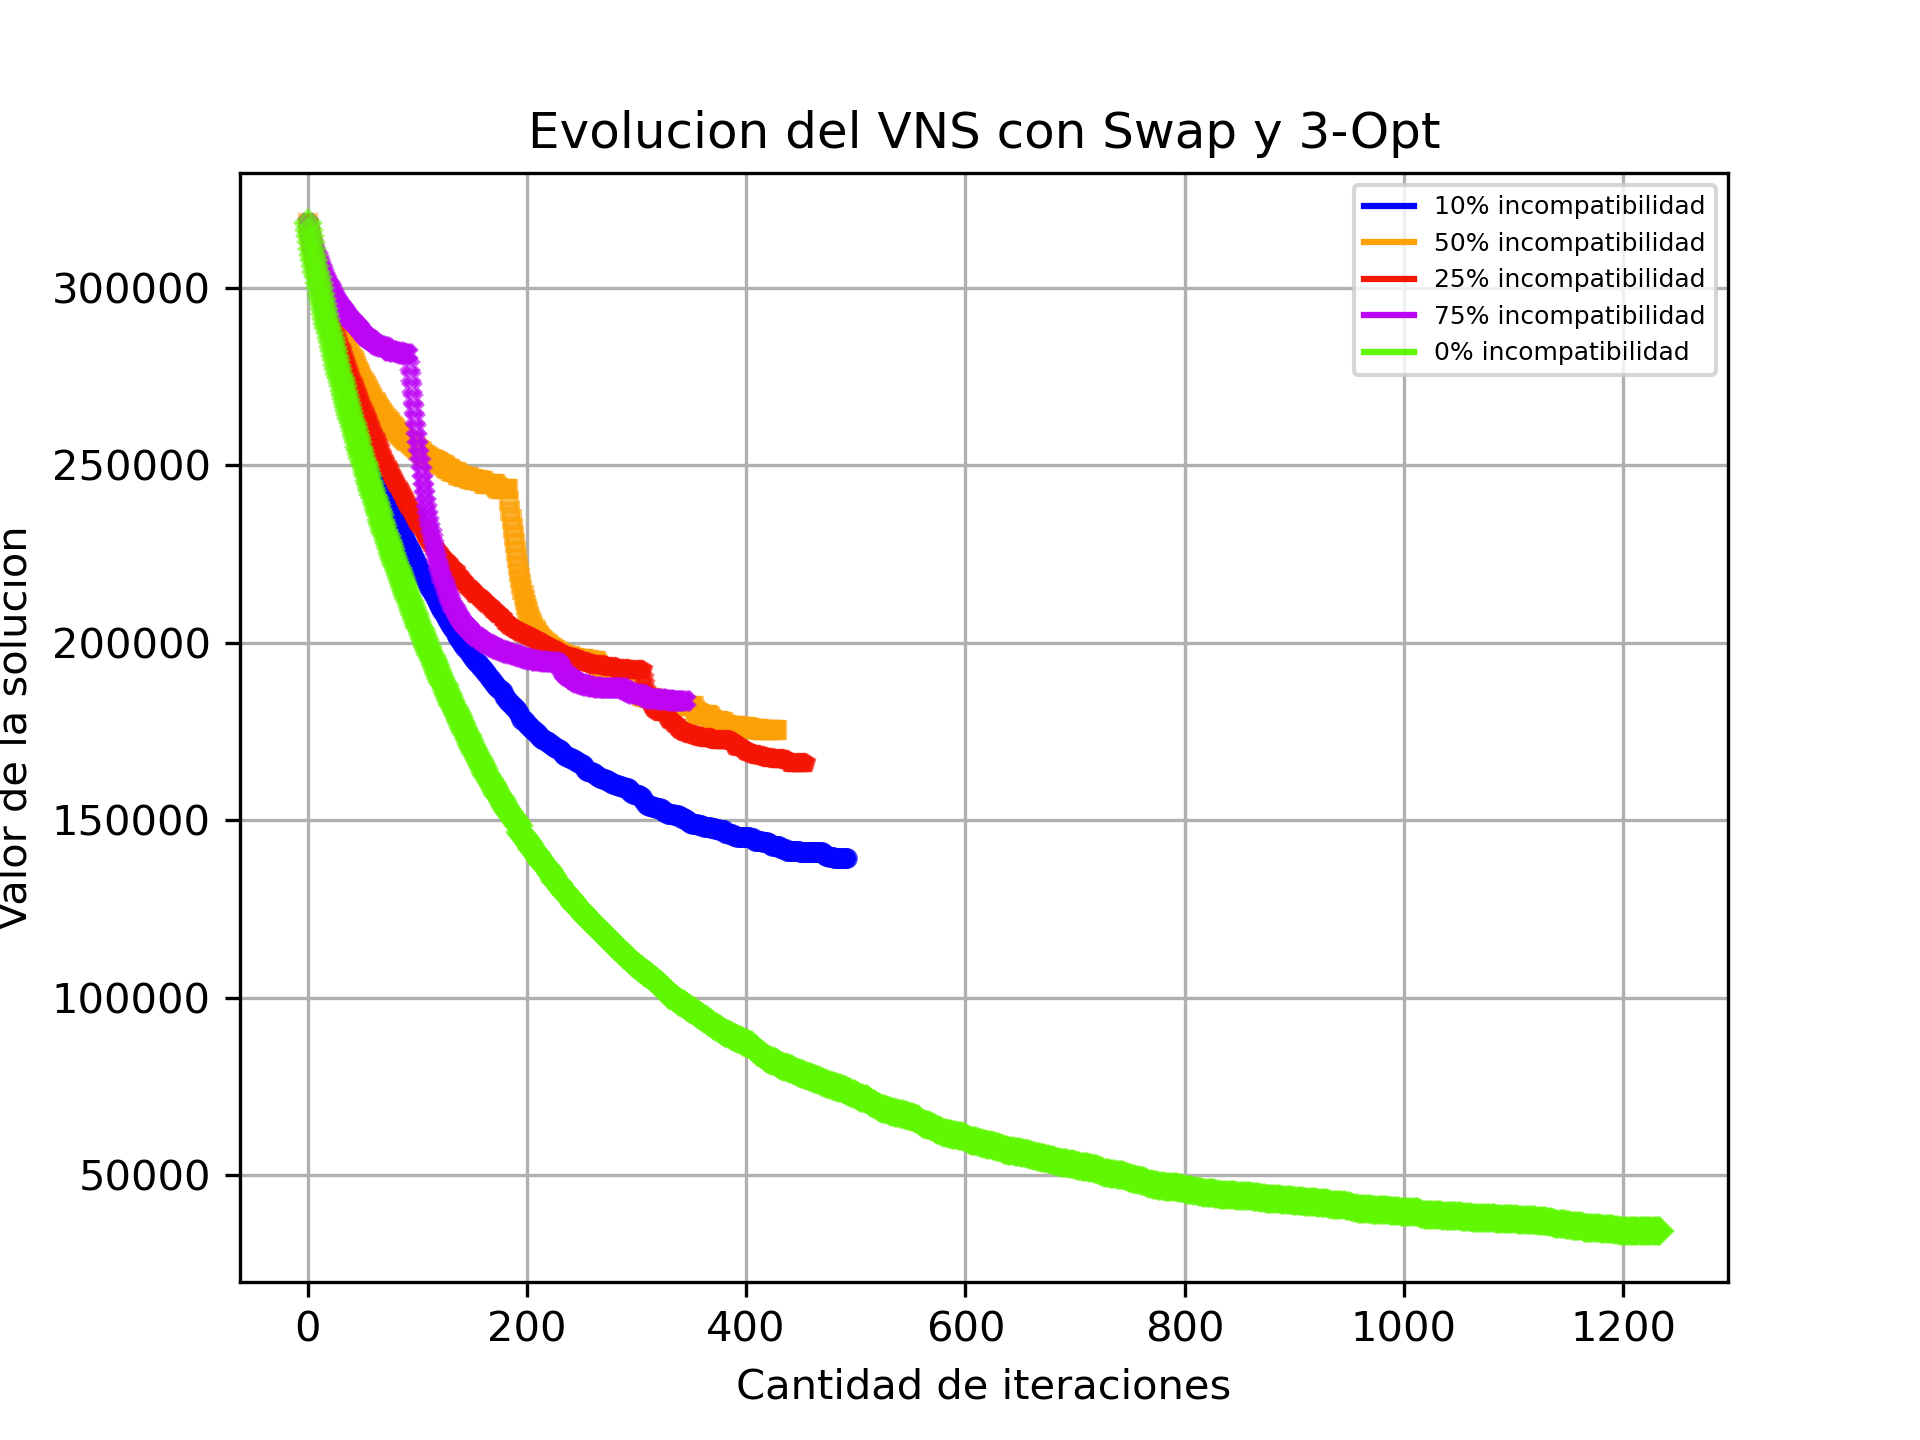 Evolucion del VNS con Swap y 3-Opt
10% incompatibilidad
50% incompatibilidad
25% incompatibilidad
75% incompatibilidad
0% incompatibilidad
300000
250000
200000
150000
100000
50000
Valor de la solucion
0 200 400 600 800 1000 1200
Cantidad de iteraciones